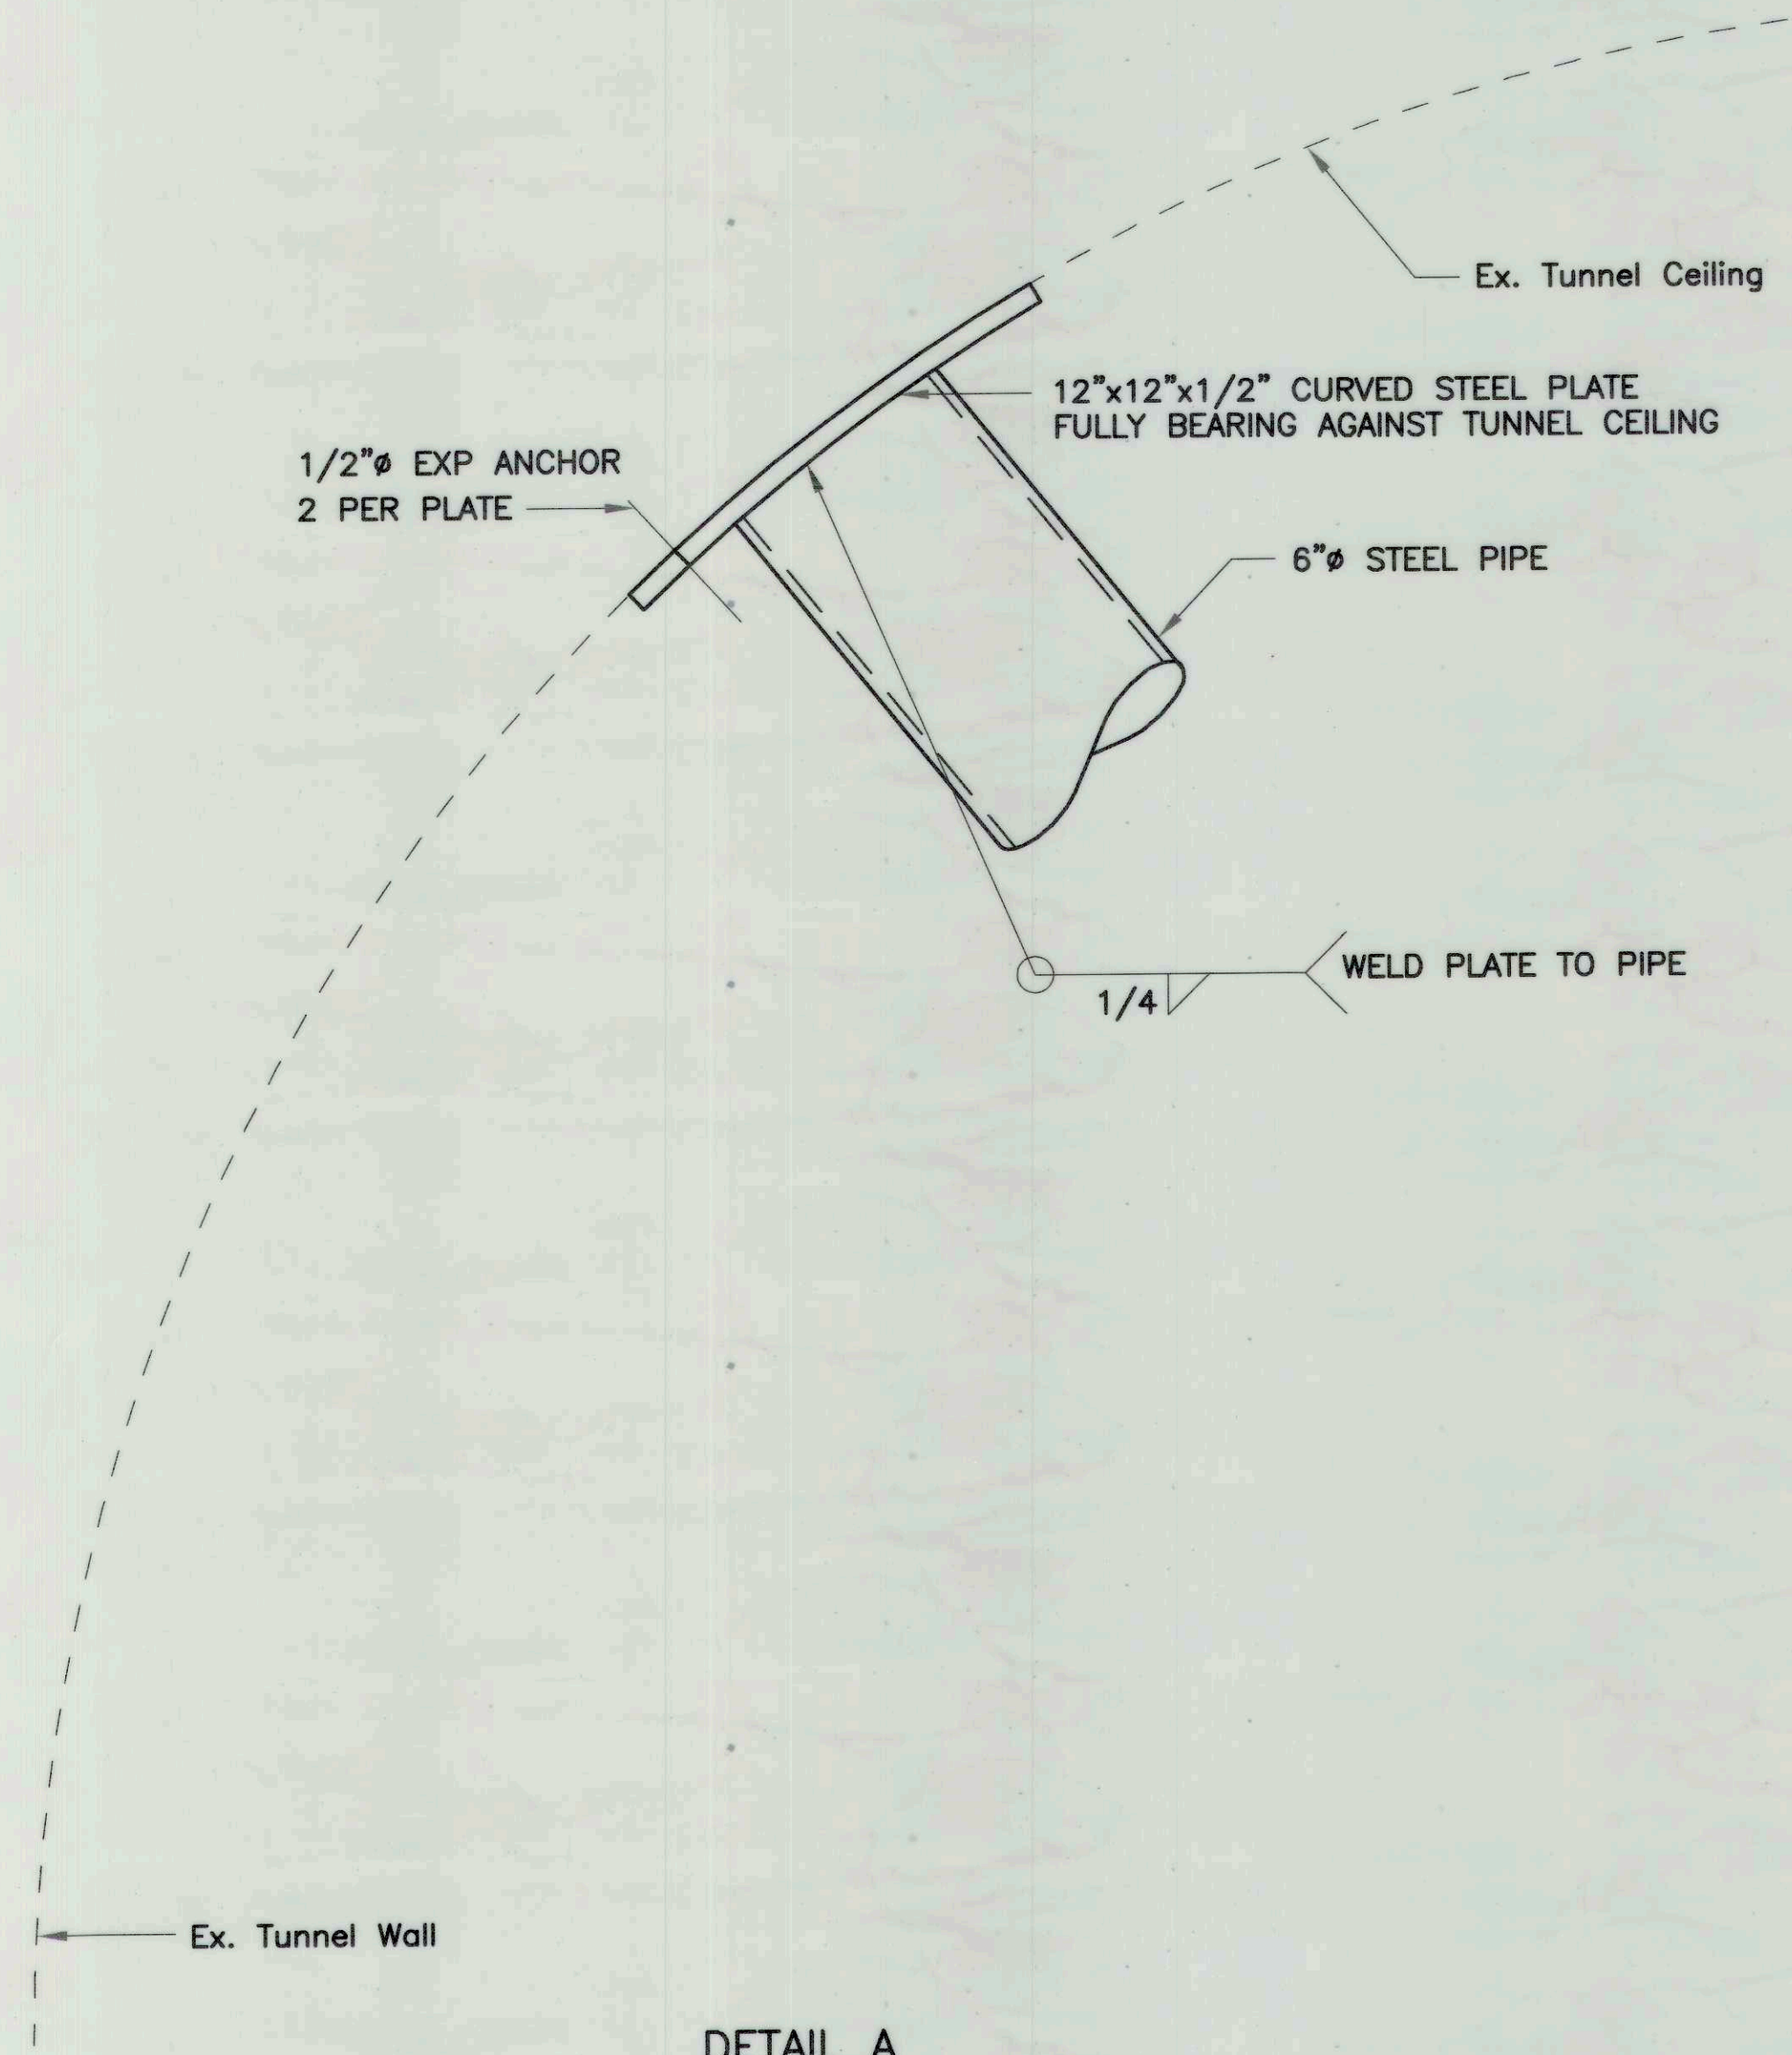 Ex. Tunnel Ceiling
12"x12"x1/2" CURVED STEEL PLATE
FULLY BEARING AGAINST TUNNEL CEILING
1/2"ø EXP ANCHOR
2 PER PLATE
6"ø STEEL PIPE
WELD PLATE TO PIPE
1/4
Ex. Tunnel Wall
DETAIL A